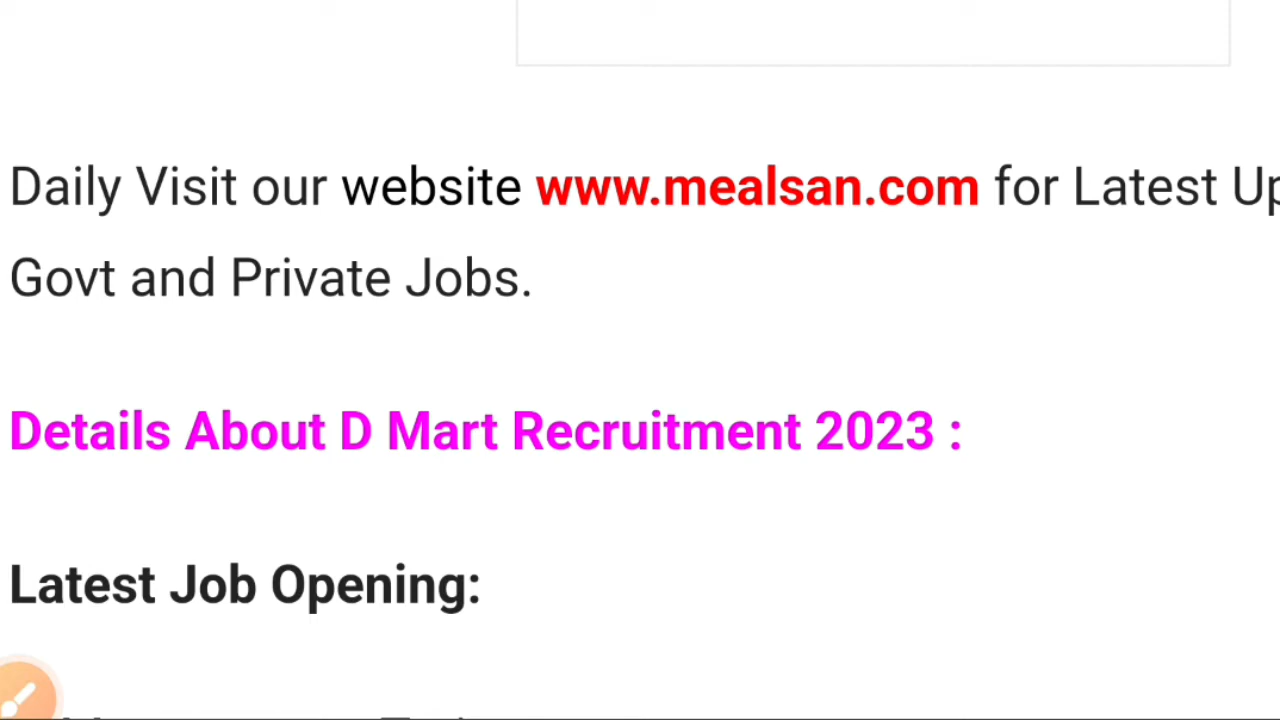 Daily Visit our website www.mealsan.com for Latest
Govt and Private Jobs.
Details About D Mart Recruitment 2023 :
Latest Job Opening: